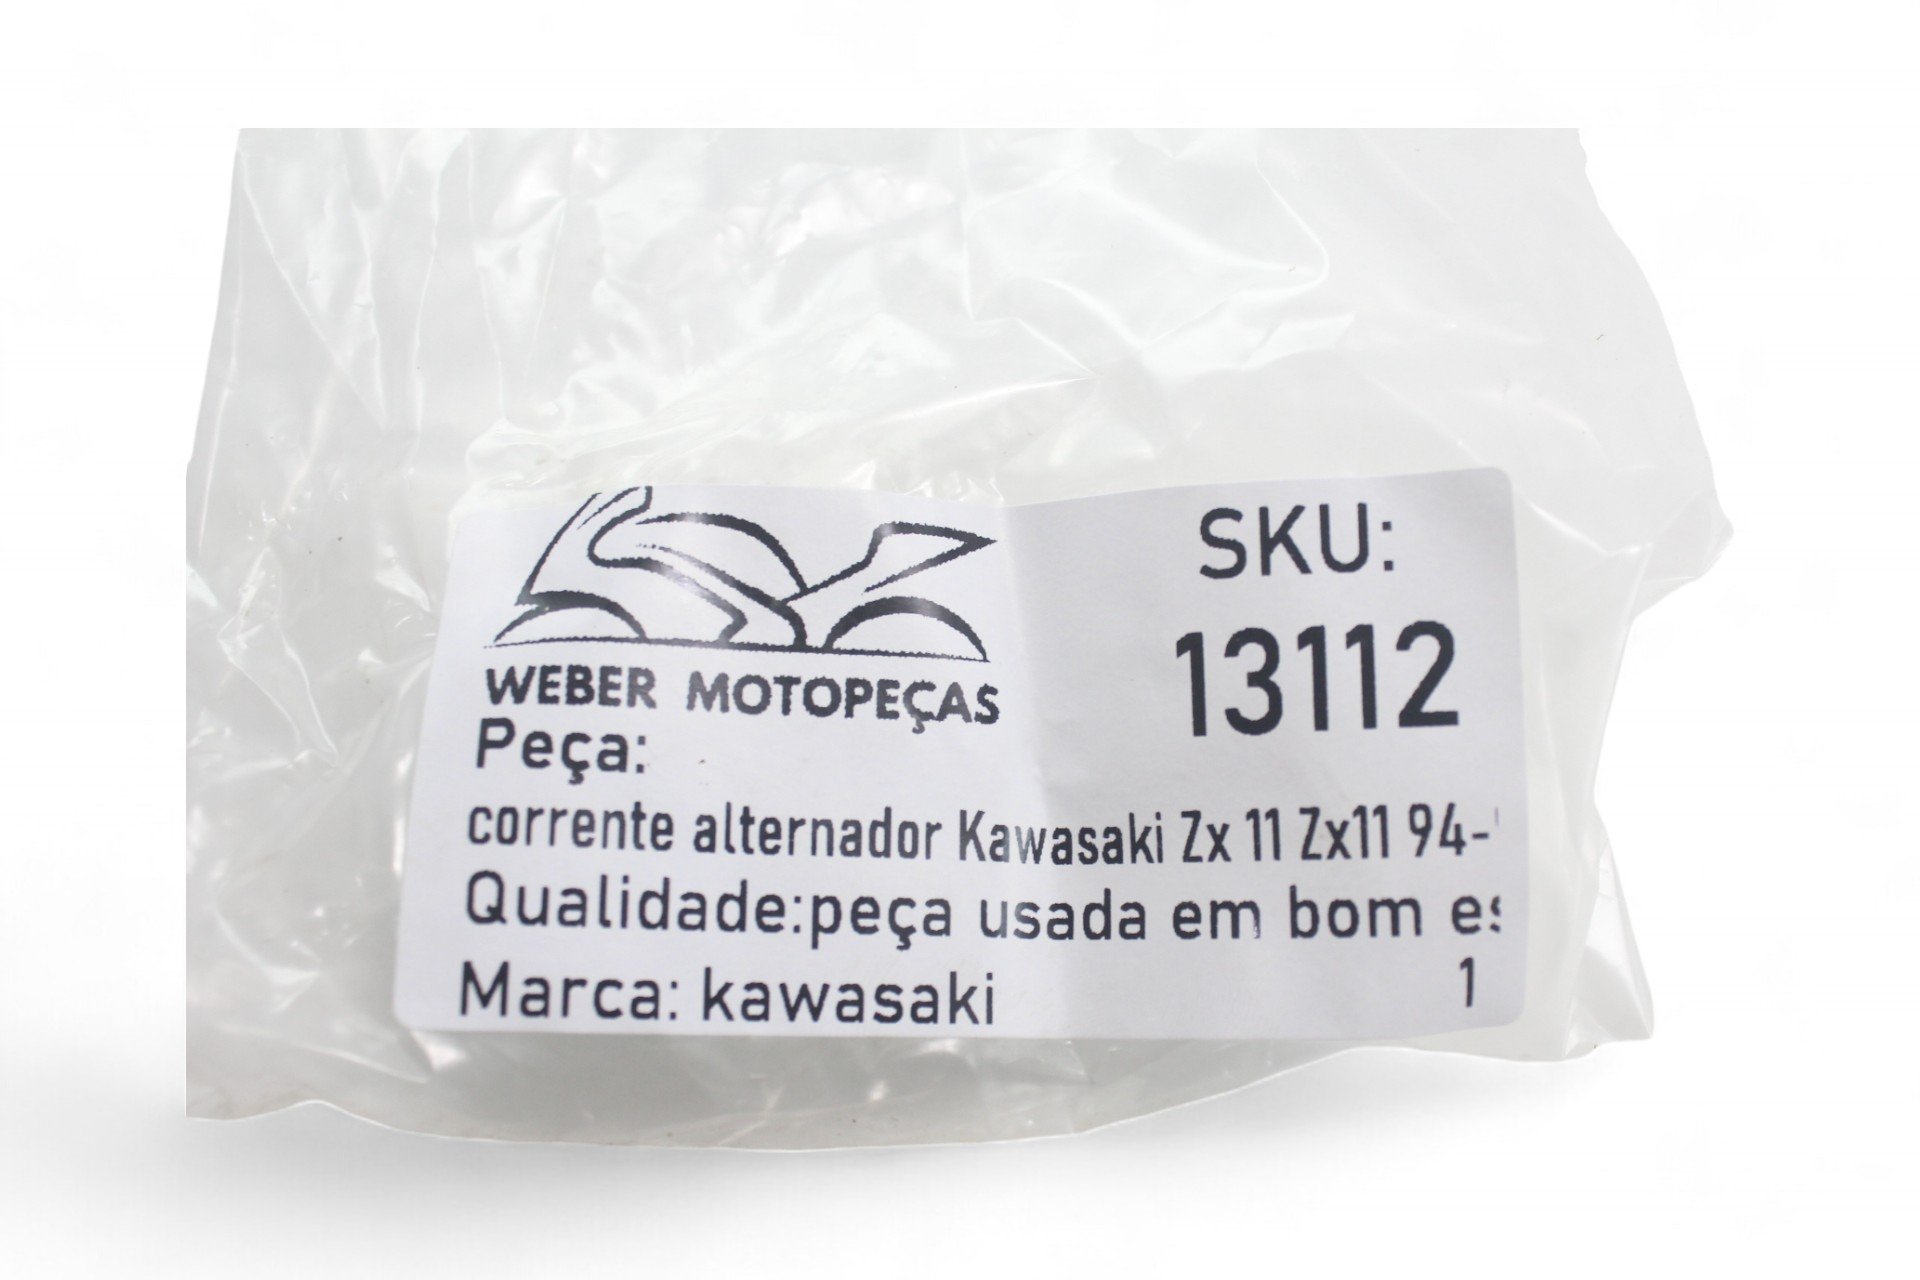 WEBER MOTOPEÇAS
SKU:
13112
Peça:
corrente alternador Kawasaki Zx 11 Zx11 94-
Qualidade:peça usada em bom
Marca: kawasaki
1